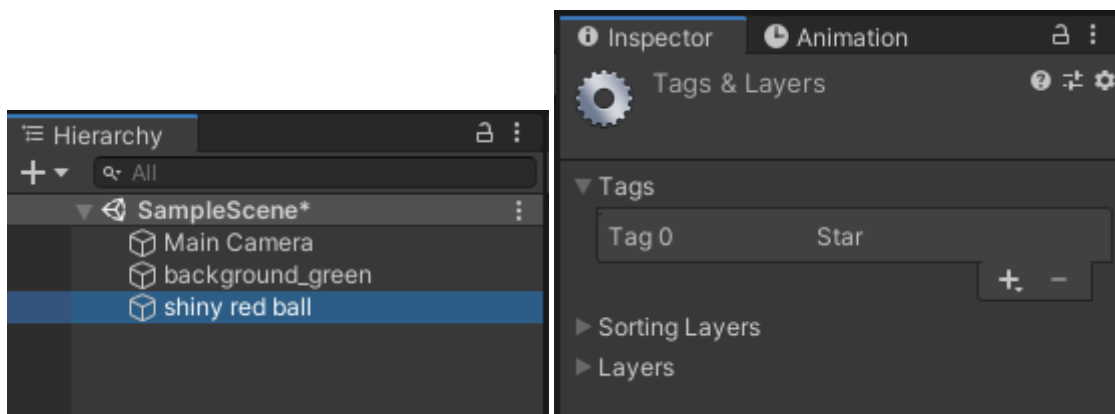 Hierarchy
All
SampleScene*
Main Camera
background_green
shiny red ball
Inspector Animation
Tags & Layers
Tags
Tag 0 Star
Sorting Layers
Layers